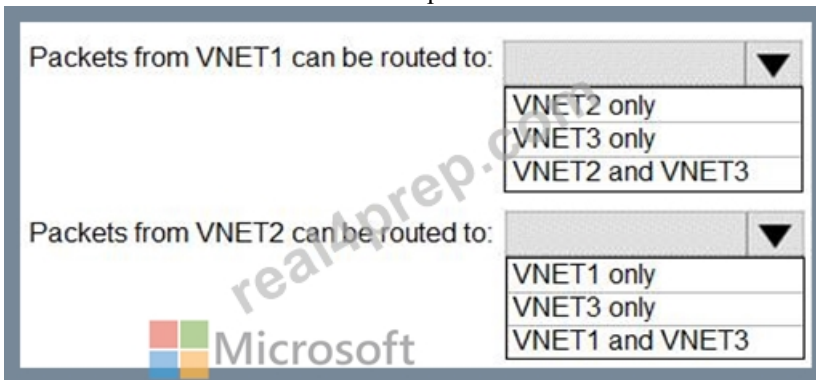 Packets from VNET1 can be routed to:
VNET2 only
VNET3 only
VNET2 and VNET3
Packets from VNET2 can be routed to:
VNET1 only
VNET3 only
VNET1 and VNET3
real4prep.com
Microsoft